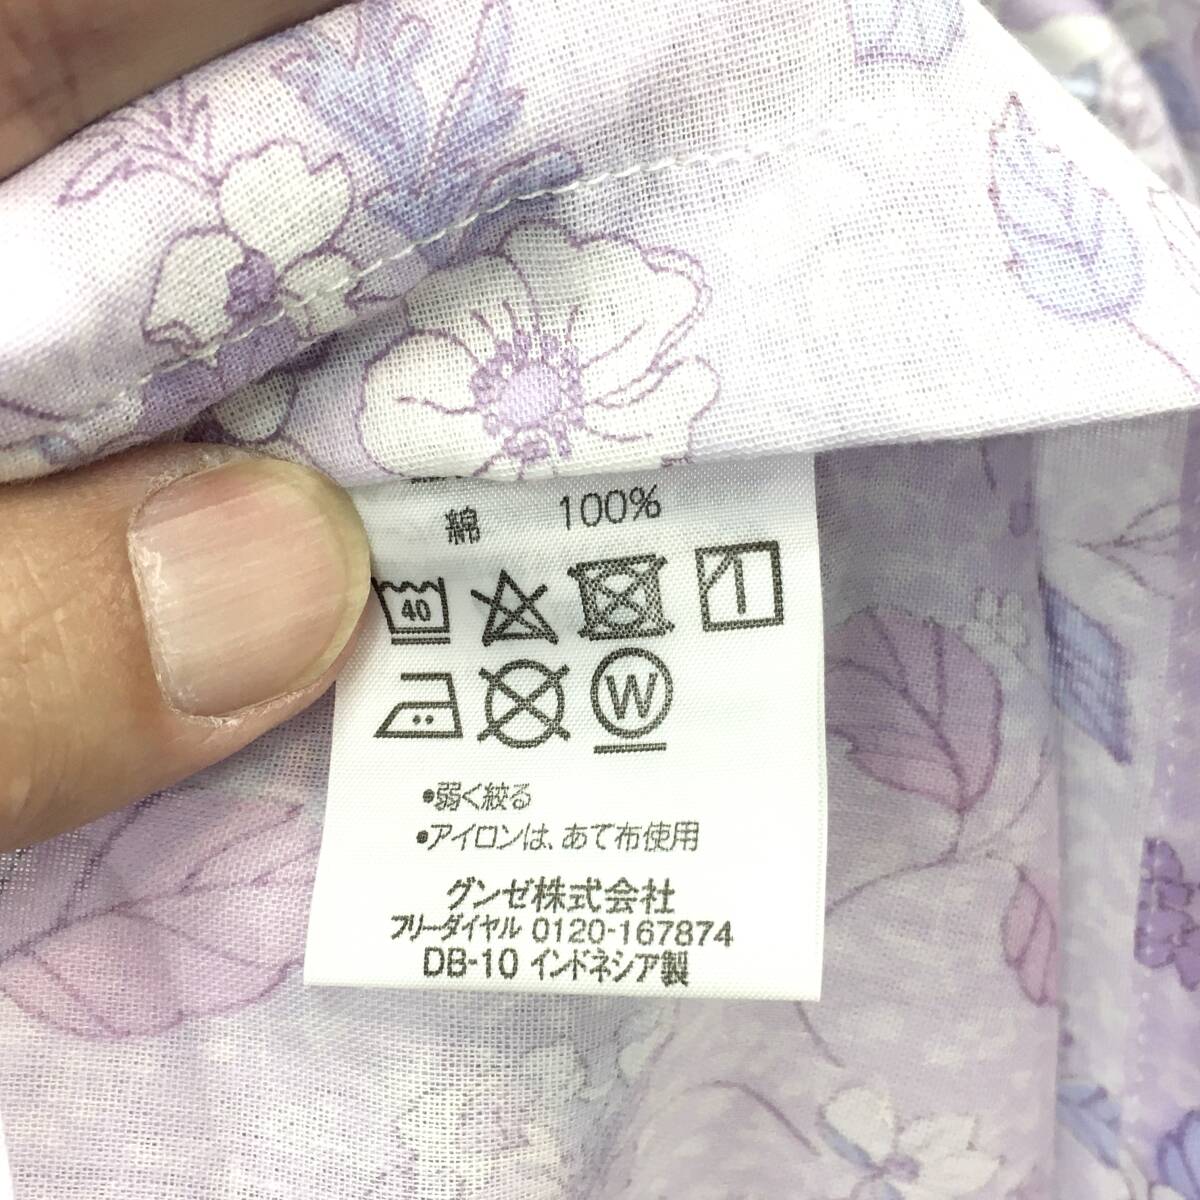 綿 100%
40
W
•弱く絞る
•アイロンは、あて布使用
グンゼ株式会社
フリーダイヤル 0120-167874
DB-10 インドネシア製